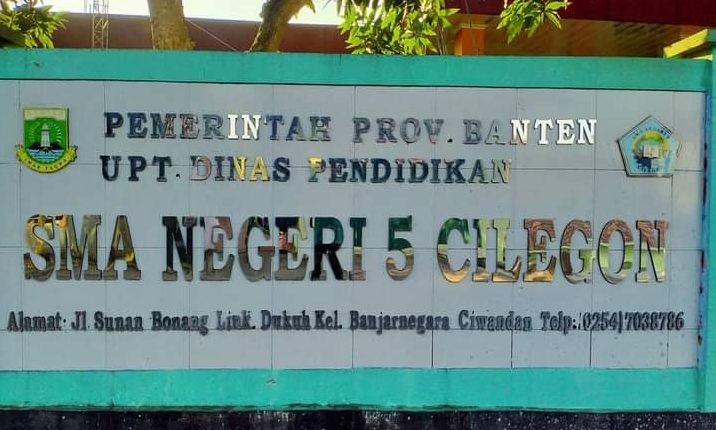 PEMERINTAH PROV. BANTEN
UPT. DINAS PENDIDIKAN
SMA NEGERI 5 CILEGON
Alamat: Jl. Sunan Bonang Link. Dukuh Kel. Banjarnegara Ciwandan Telp: (0254)7038786